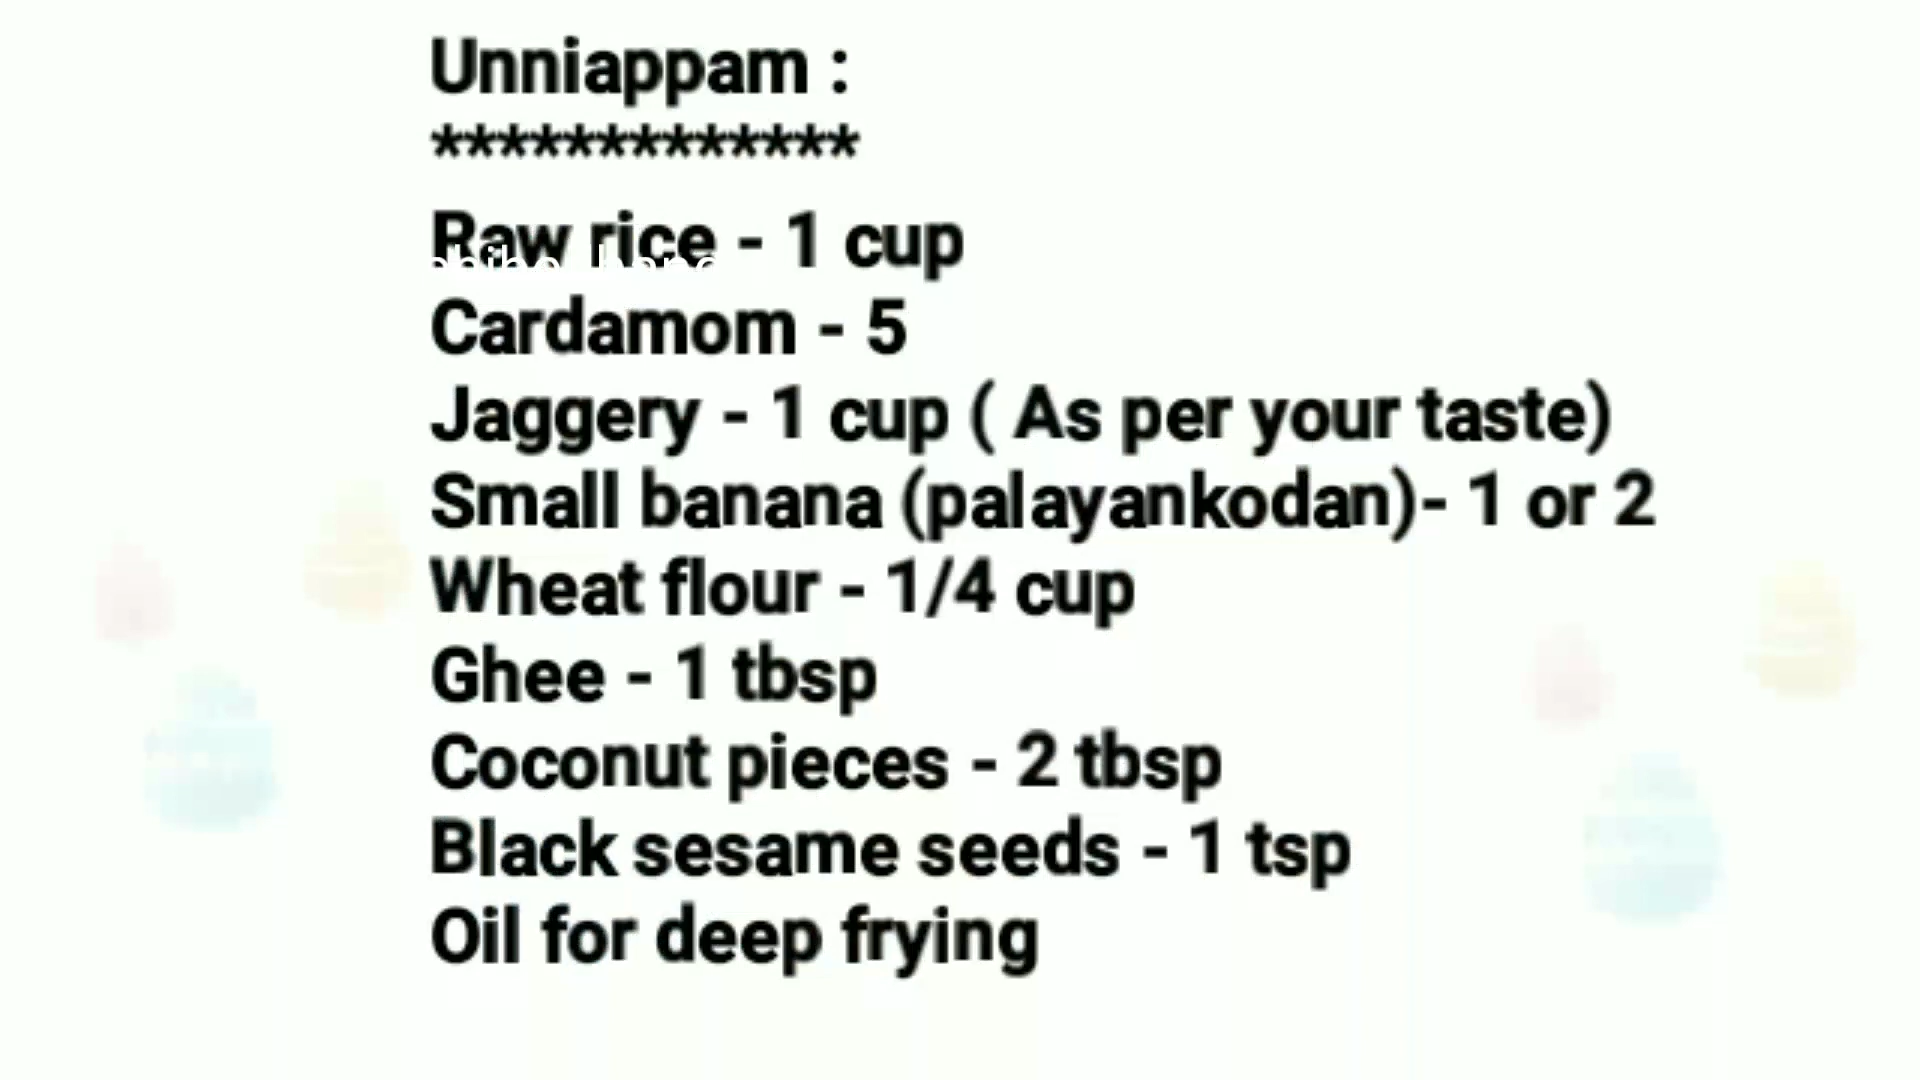 Unniappam :
*************
Raw rice - 1 cup
Cardamom - 5
Jaggery - 1 cup ( As per your taste)
Small banana (palayankodan)- 1 or 2
Wheat flour - 1/4 cup
Ghee - 1 tbsp
Coconut pieces - 2 tbsp
Black sesame seeds - 1 tsp
Oil for deep frying